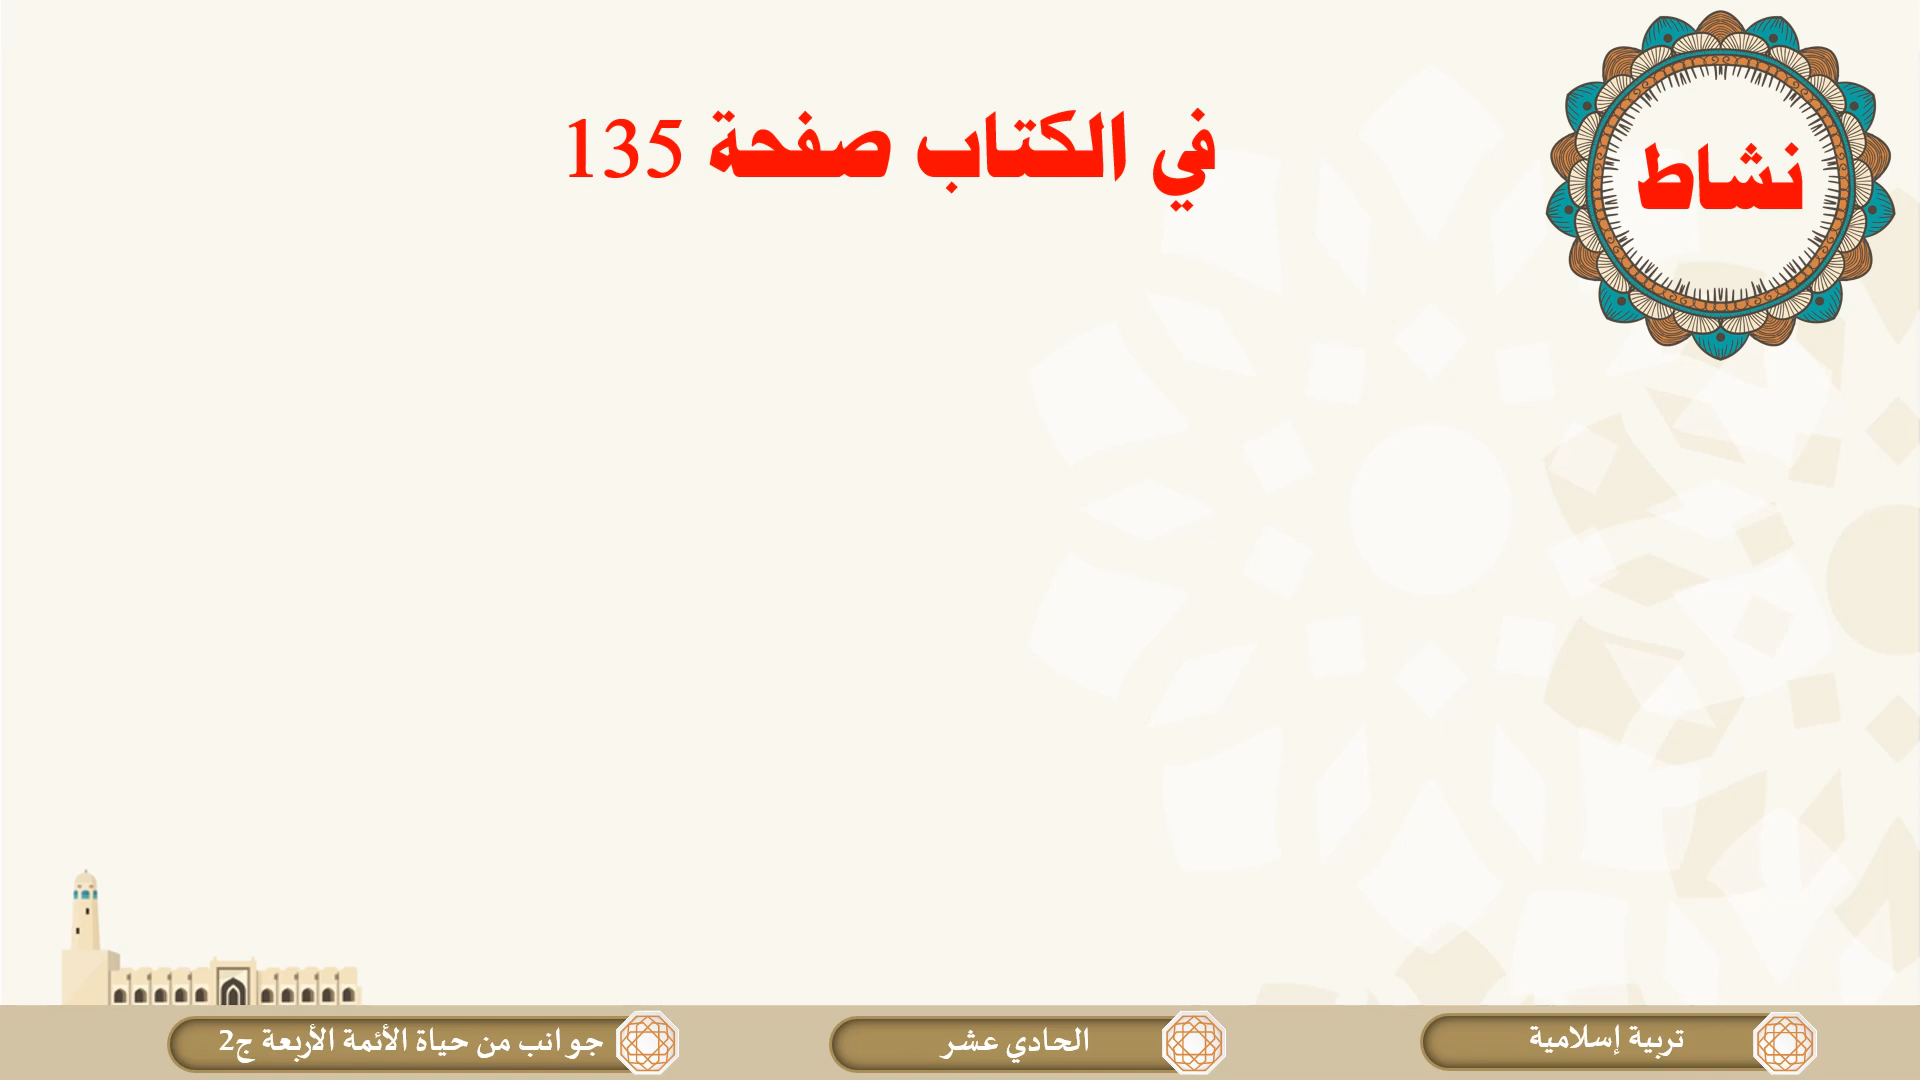 نشاط
في الكتاب صفحة 135
تربية إسلامية
الحادي عشر
جوانب من حياة الأئمة الأربعة ج2